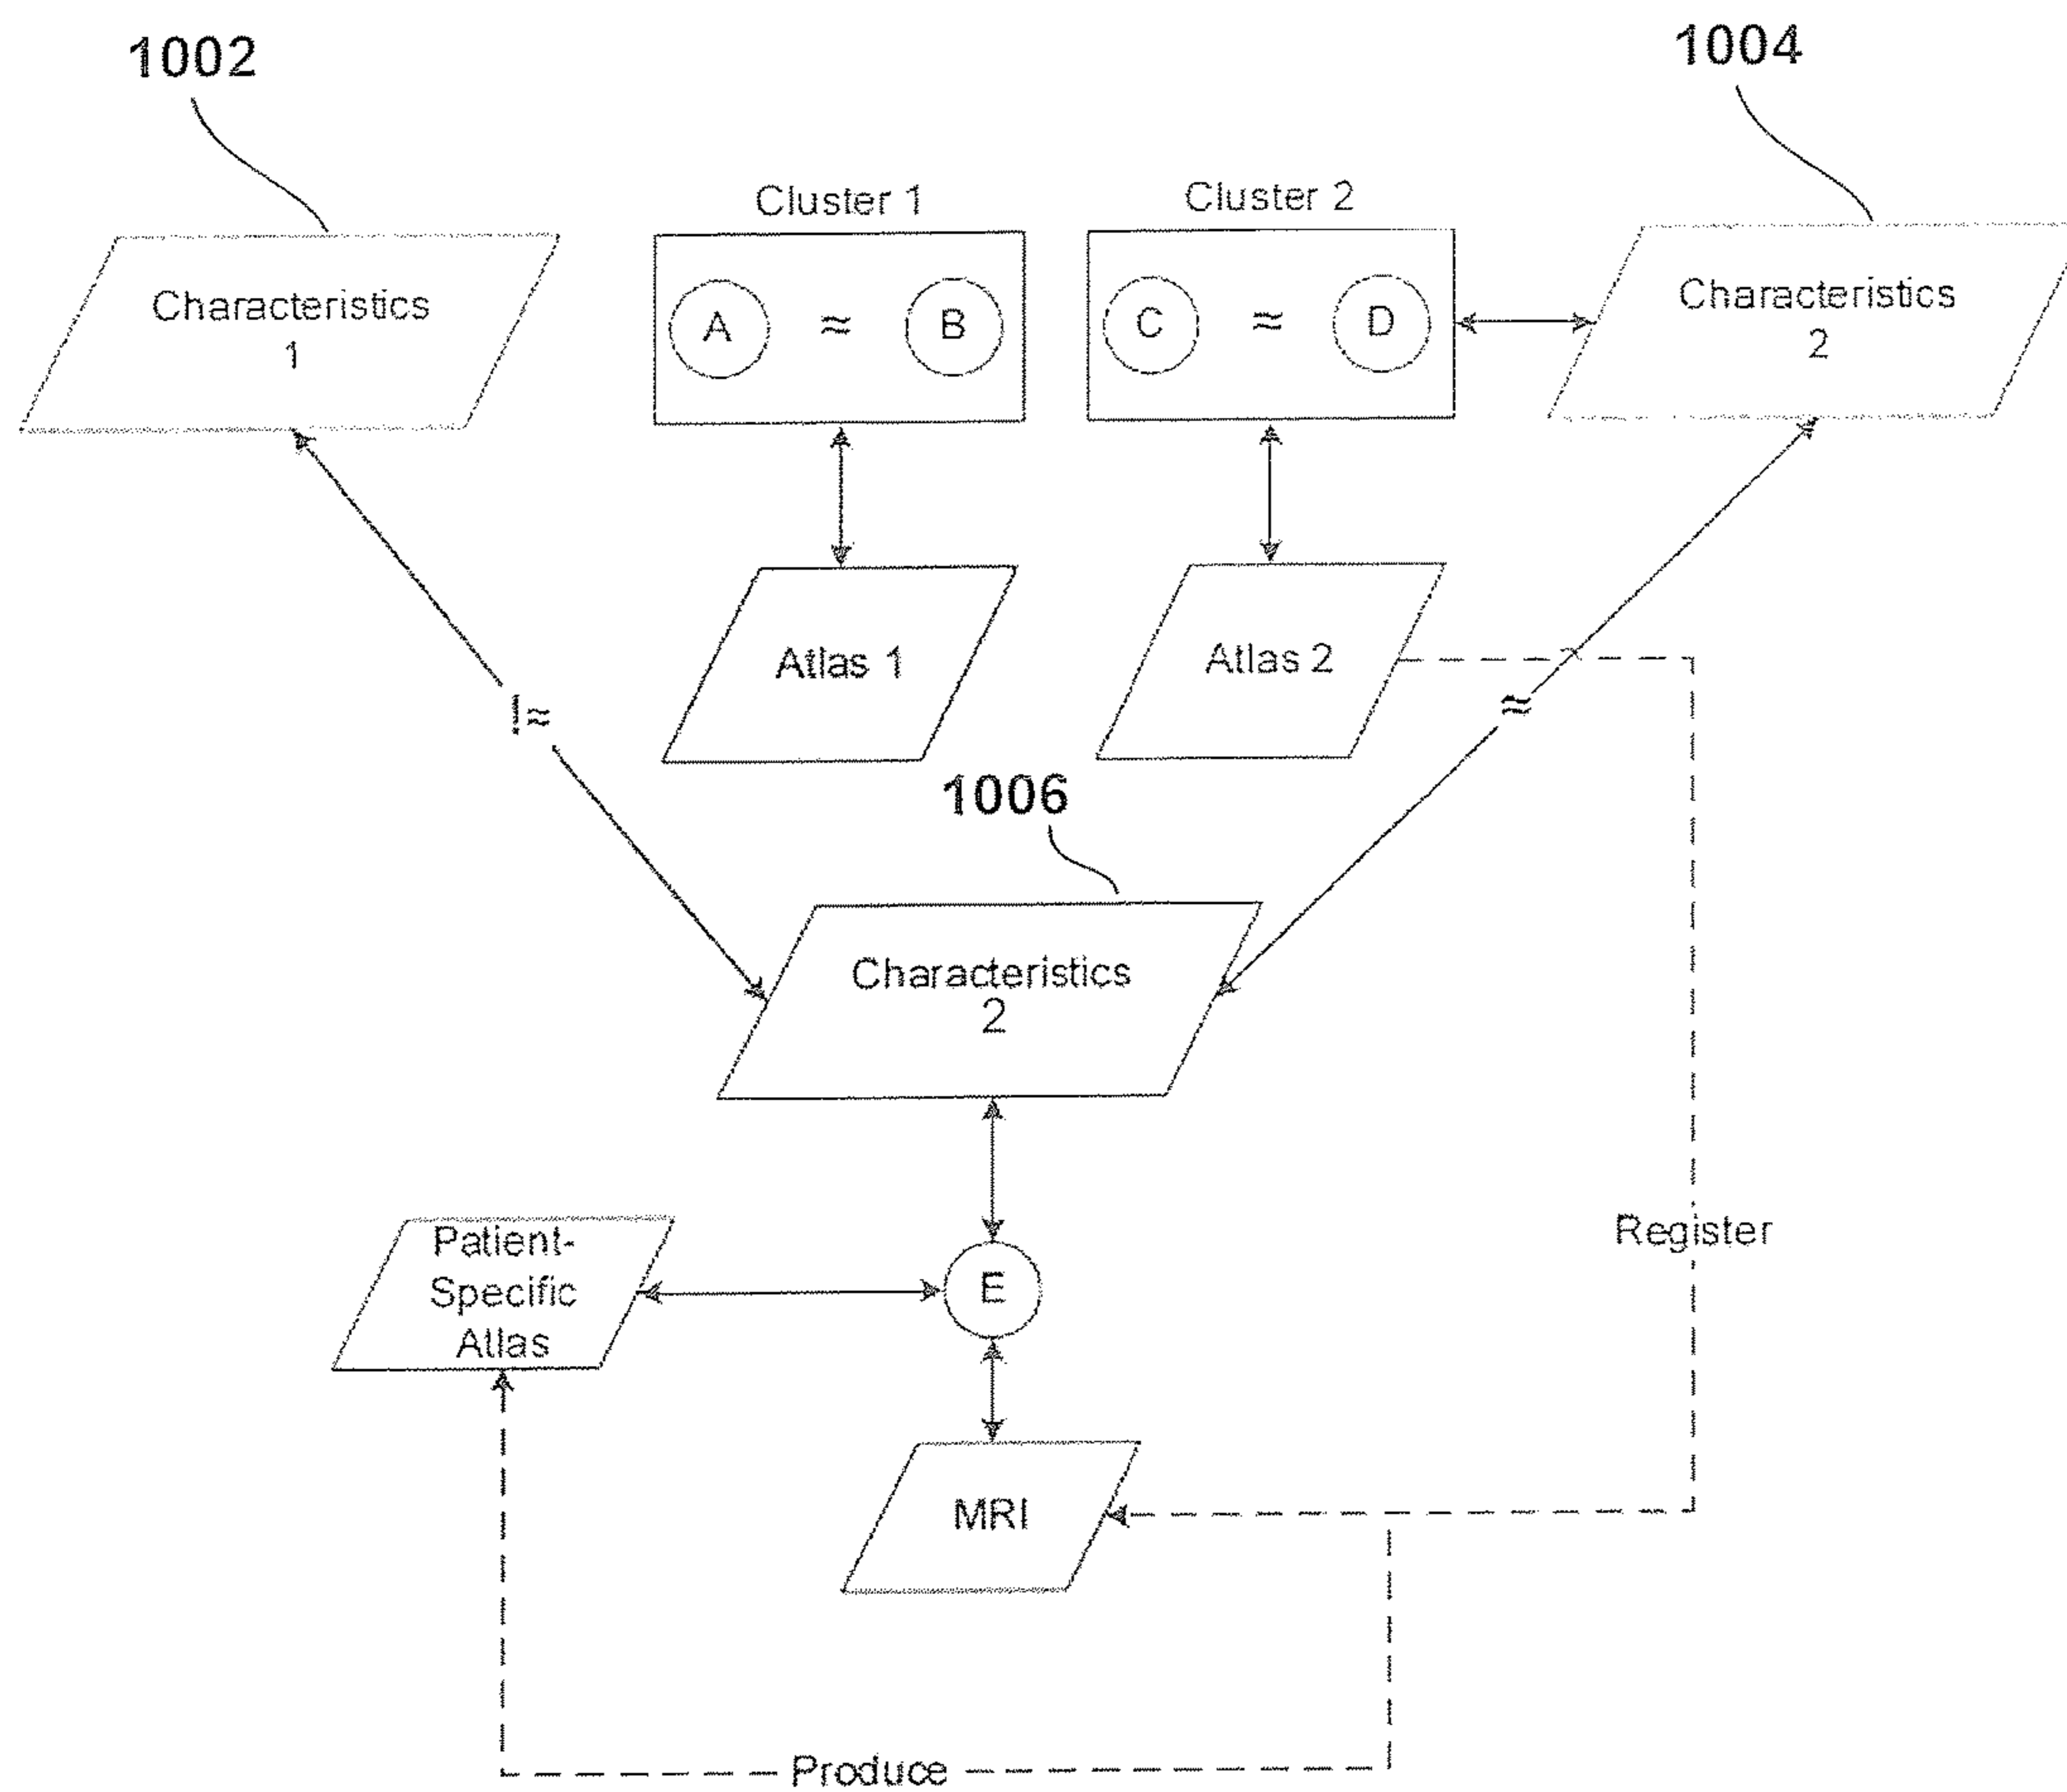 1002
1004
Cluster 1
Cluster 2
Characteristics
1
A ≈ B
C ≈ D
Characteristics
2
Atlas 1
Atlas 2
!≈
≈
1006
Characteristics
2
Register
Patient-
Specific
Atlas
E
MRI
Produce